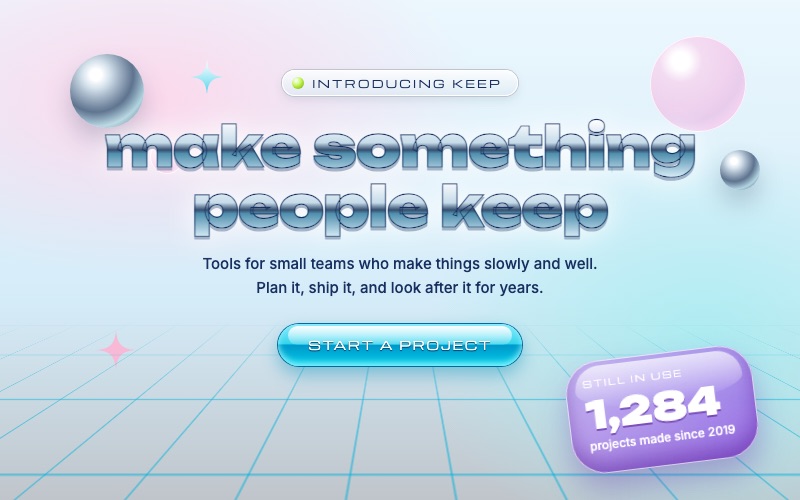 INTRODUCING KEEP
make something
people keep
Tools for small teams who make things slowly and well.
Plan it, ship it, and look after it for years.
START A PROJECT
STILL IN USE
1,284
projects made since 2019